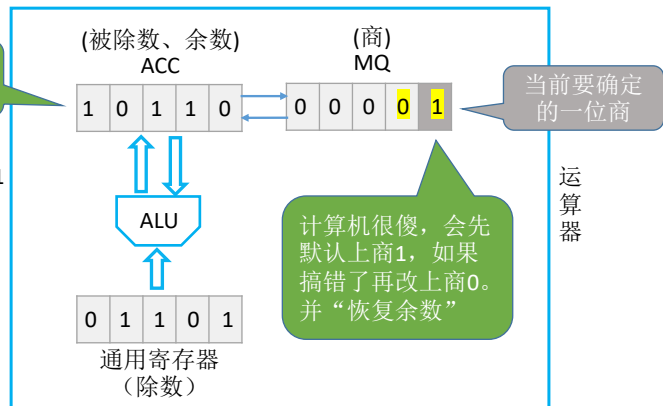 (被除数、余数)
ACC
(商)
MQ
1 0 1 1 0
0 0 0 0 1
当前要确定
的一位商
1
ALU
运
算
器
计算机很傻，会先
默认上商1，如果
搞错了再改上商0。
并“恢复余数”
0 1 1 0 1
通用寄存器
（除数）